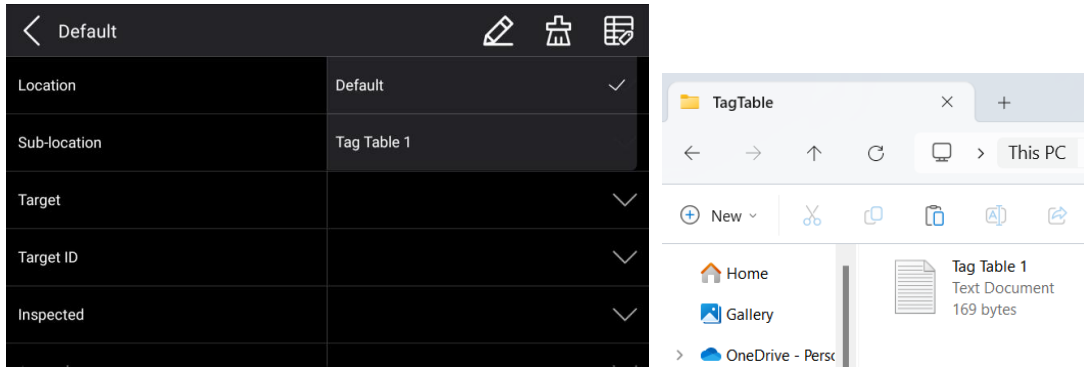 Default
Location
Default
Sub-location
Tag Table 1
Target
Target ID
Inspected
TagTable
This PC
New
Home
Gallery
OneDrive - Perso
Tag Table 1
Text Document
169 bytes